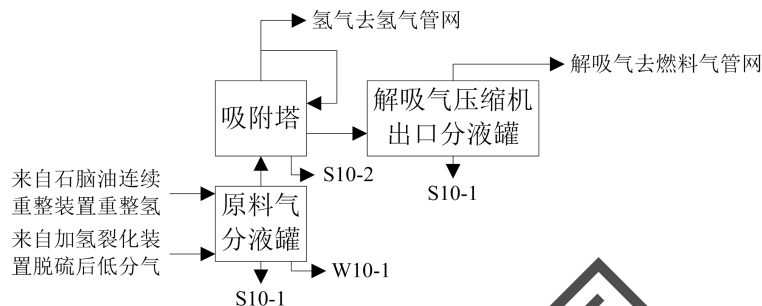 氢气去氢气管网
解吸气去燃料气管网
吸附塔
解吸气压缩机
出口分液罐
S10-2
S10-1
来自石脑油连续
重整装置重整氢
原料气
分液罐
来自加氢裂化装
置脱硫后低分气
W10-1
S10-1